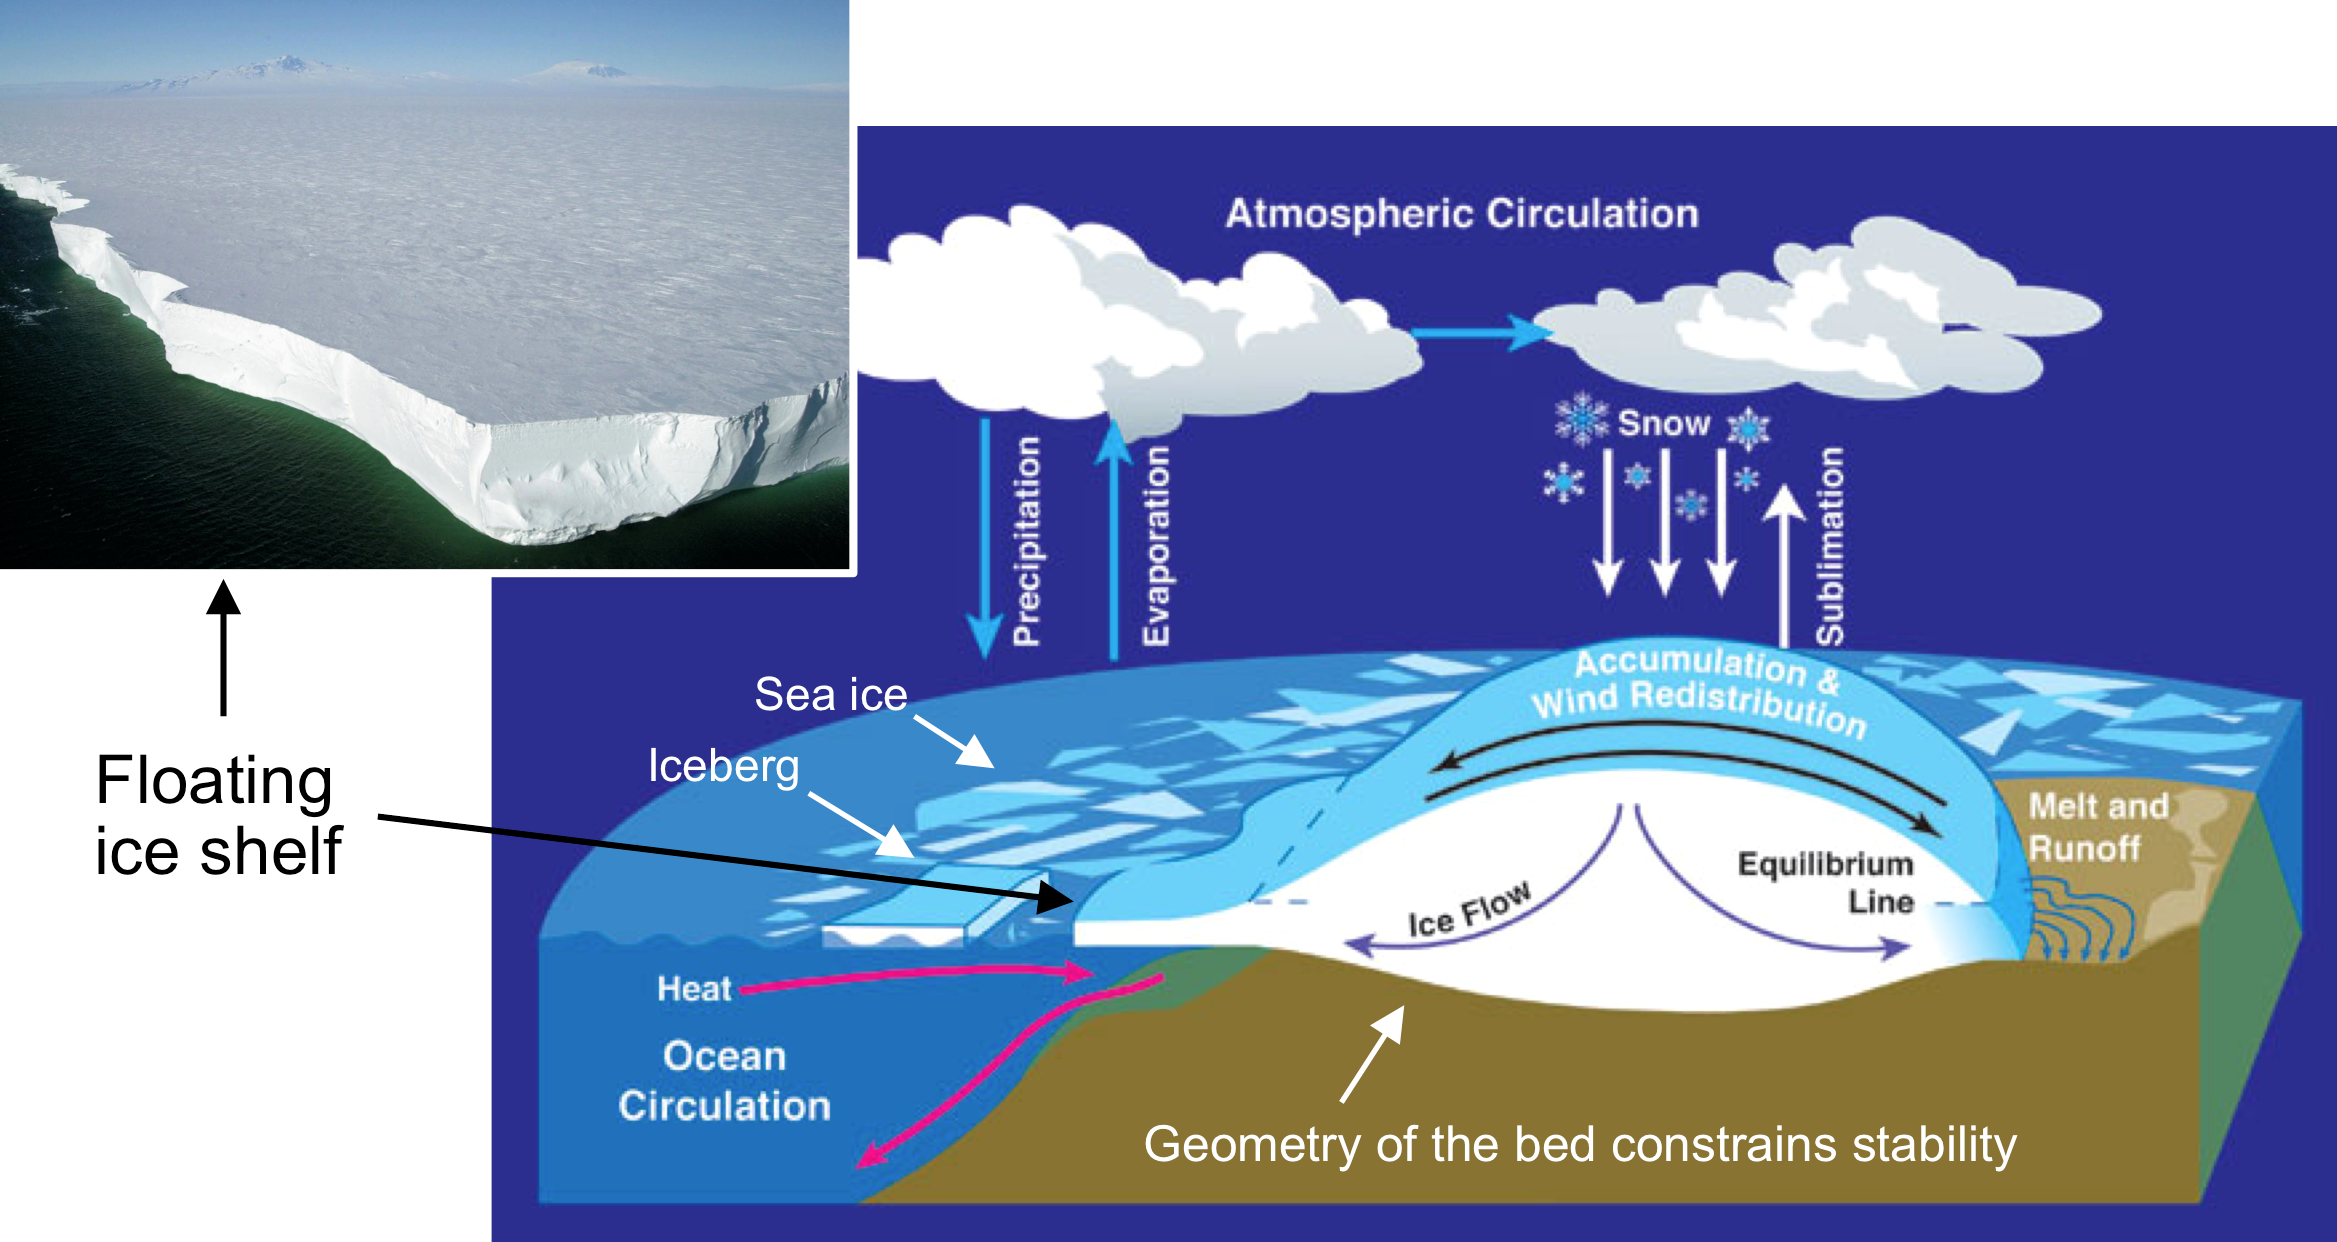 Atmospheric Circulation
Snow
Precipitation
Evaporation
Sublimation
Sea ice
Iceberg
Floating
ice shelf
Accumulation &
Wind Redistribution
Melt and
Runoff
Equilibrium
Line
Ice Flow
Heat
Ocean
Circulation
Geometry of the bed constrains stability